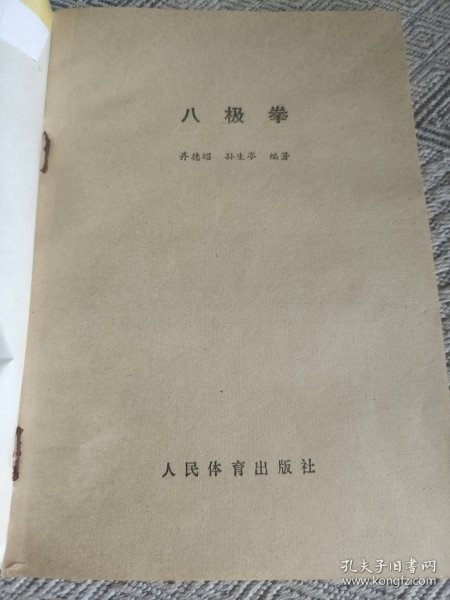 八极拳
齐德昭 孙生亭 编著
人民体育出版社
孔夫子旧书网
www.kongfz.com